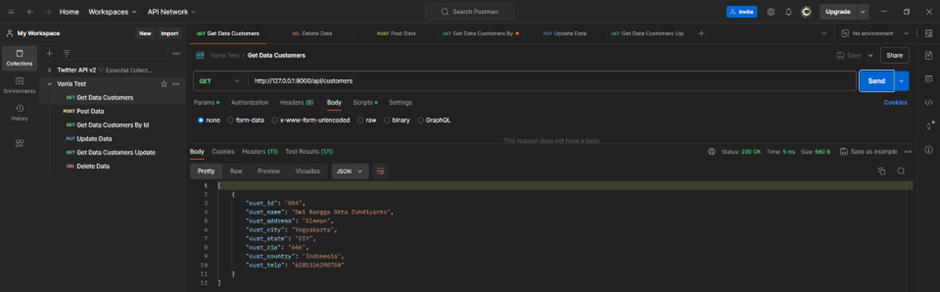 Home Workspaces API Network Search Postman Invite Upgrade
My Workspace New Import GET Get Data Customers DEL Delete Data POST Post Data GET Get Data Customers By PUT Update Data GET Get Data Customers Upd No environment
Collections
Twitter API v2 Essential Collect...
Vania Test / Get Data Customers Save Share
Vania Test
Environments
GET Get Data Customers
GET http://127.0.0.1:8000/api/customers Send
POST Post Data
History
GET Get Data Customers By Id
Params Authorization Headers (8) Body Scripts Settings Cookies
PUT Update Data
none form-data x-www-form-urlencoded raw binary GraphQL
GET Get Data Customers Update
This request does not have a body
DEL Delete Data
Body Cookies Headers (11) Test Results (1/1) Status: 200 OK Time: 5 ms Size: 660 B Save as example
Pretty Raw Preview Visualize JSON
1 [
2 {
3 "cust_id": "004",
4 "cust_name": "Dwi Rangga Okta Zuhdiyanto",
5 "cust_address": "Sleman",
6 "cust_city": "Yogyakarta",
7 "cust_state": "DIY",
8 "cust_zip": "666",
9 "cust_country": "Indonesia",
10 "cust_telp": "6281326290760"
11 }
12 ]